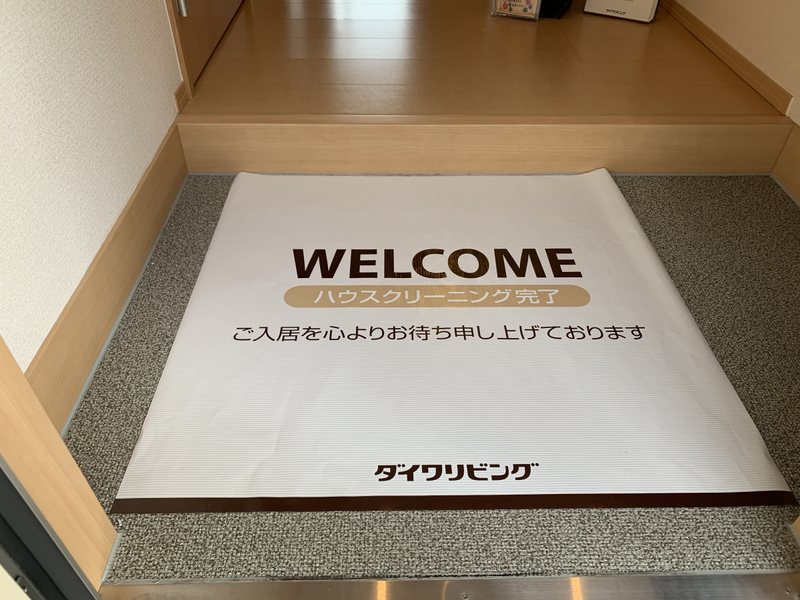 WELCOME
ハウスクリーニング完了
ご入居を心よりお待ち申し上げております
ダイワリビング